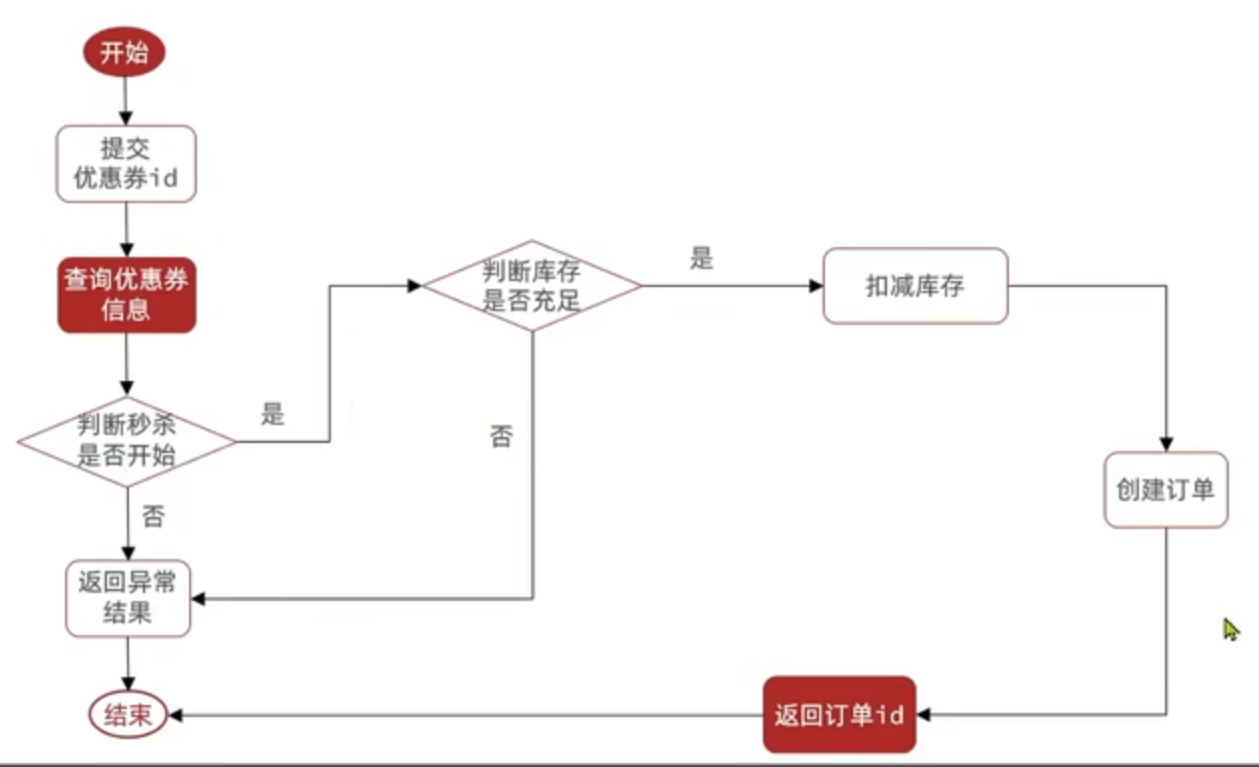 开始
提交
优惠券id
查询优惠券
信息
判断秒杀
是否开始
是
否
判断库存
是否充足
是
否
扣减库存
创建订单
返回异常
结果
返回订单id
结束